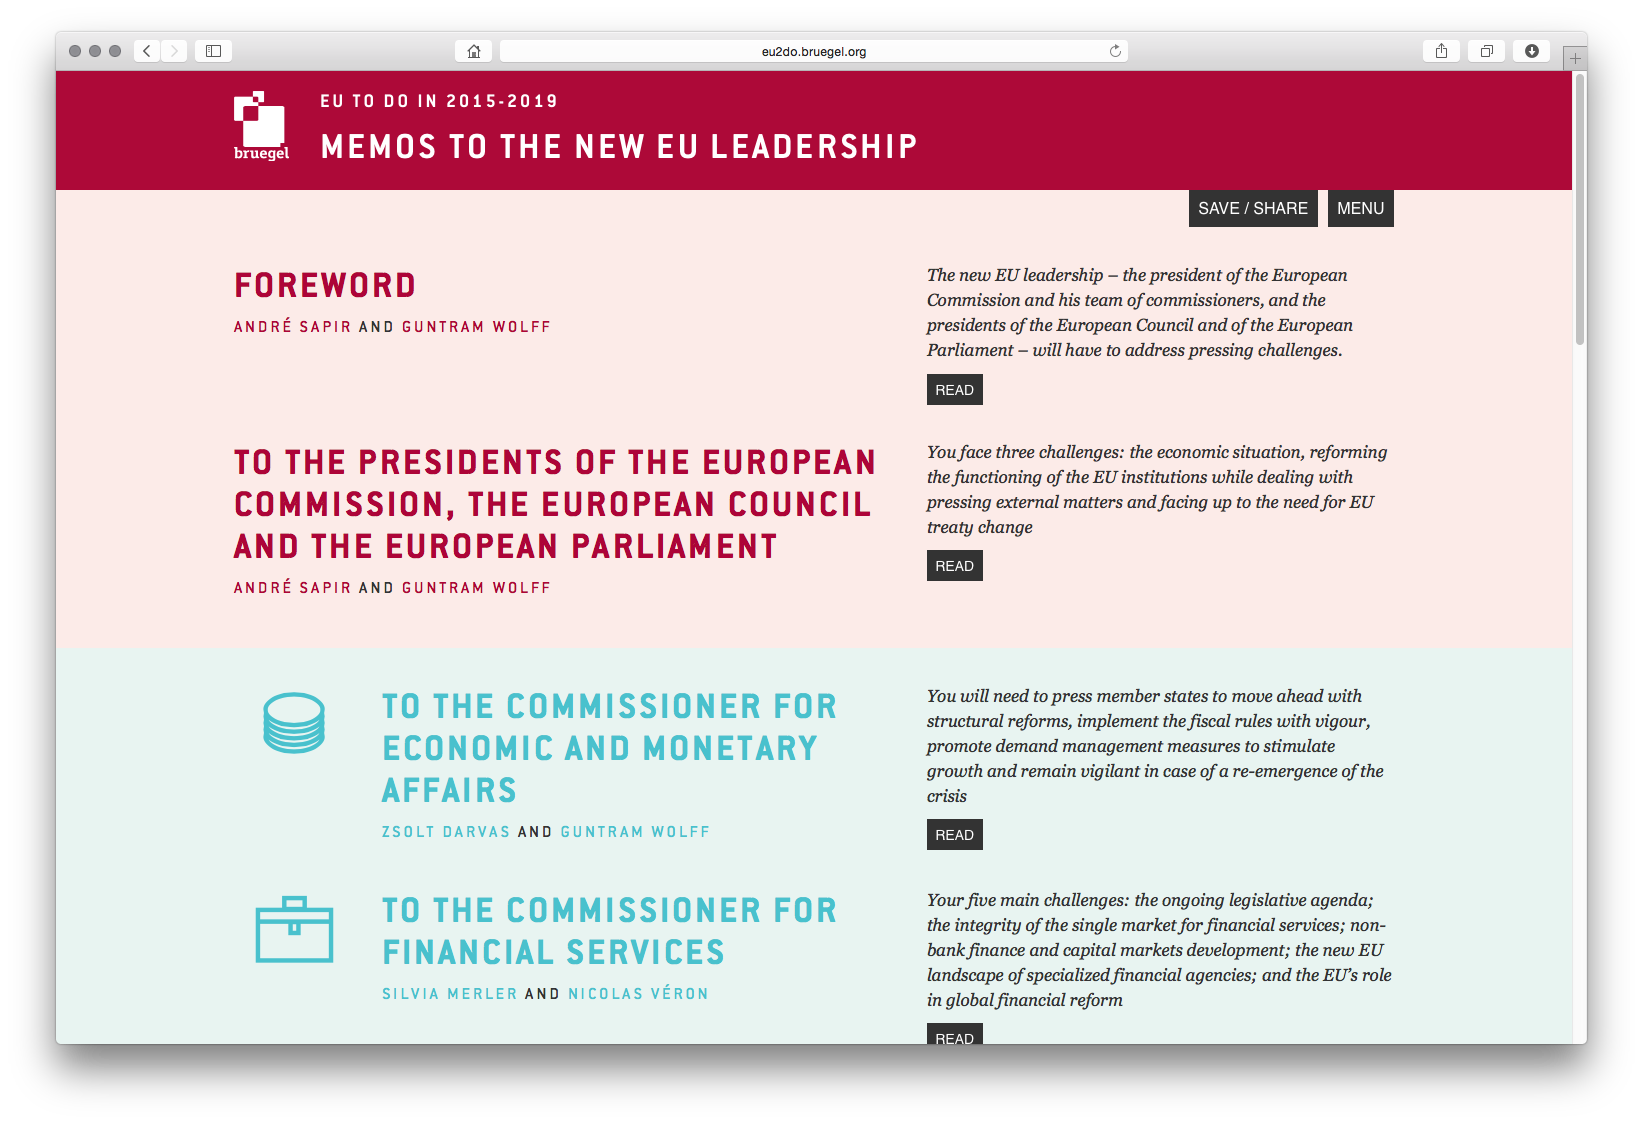 eu2do.bruegel.org
bruegel
EU TO DO IN 2015-2019
MEMOS TO THE NEW EU LEADERSHIP
SAVE / SHARE
MENU
FOREWORD
ANDRÉ SAPIR AND GUNTRAM WOLFF
The new EU leadership – the president of the European
Commission and his team of commissioners, and the
presidents of the European Council and of the European
Parliament – will have to address pressing challenges.
READ
TO THE PRESIDENTS OF THE EUROPEAN
COMMISSION, THE EUROPEAN COUNCIL
AND THE EUROPEAN PARLIAMENT
ANDRÉ SAPIR AND GUNTRAM WOLFF
You face three challenges: the economic situation, reforming
the functioning of the EU institutions while dealing with
pressing external matters and facing up to the need for EU
treaty change
READ
TO THE COMMISSIONER FOR
ECONOMIC AND MONETARY
AFFAIRS
ZSOLT DARVAS AND GUNTRAM WOLFF
You will need to press member states to move ahead with
structural reforms, implement the fiscal rules with vigour,
promote demand management measures to stimulate
growth and remain vigilant in case of a re-emergence of the
crisis
READ
TO THE COMMISSIONER FOR
FINANCIAL SERVICES
SILVIA MERLER AND NICOLAS VÉRON
Your five main challenges: the ongoing legislative agenda;
the integrity of the single market for financial services; non-
bank finance and capital markets development; the new EU
landscape of specialized financial agencies; and the EU’s role
in global financial reform
READ